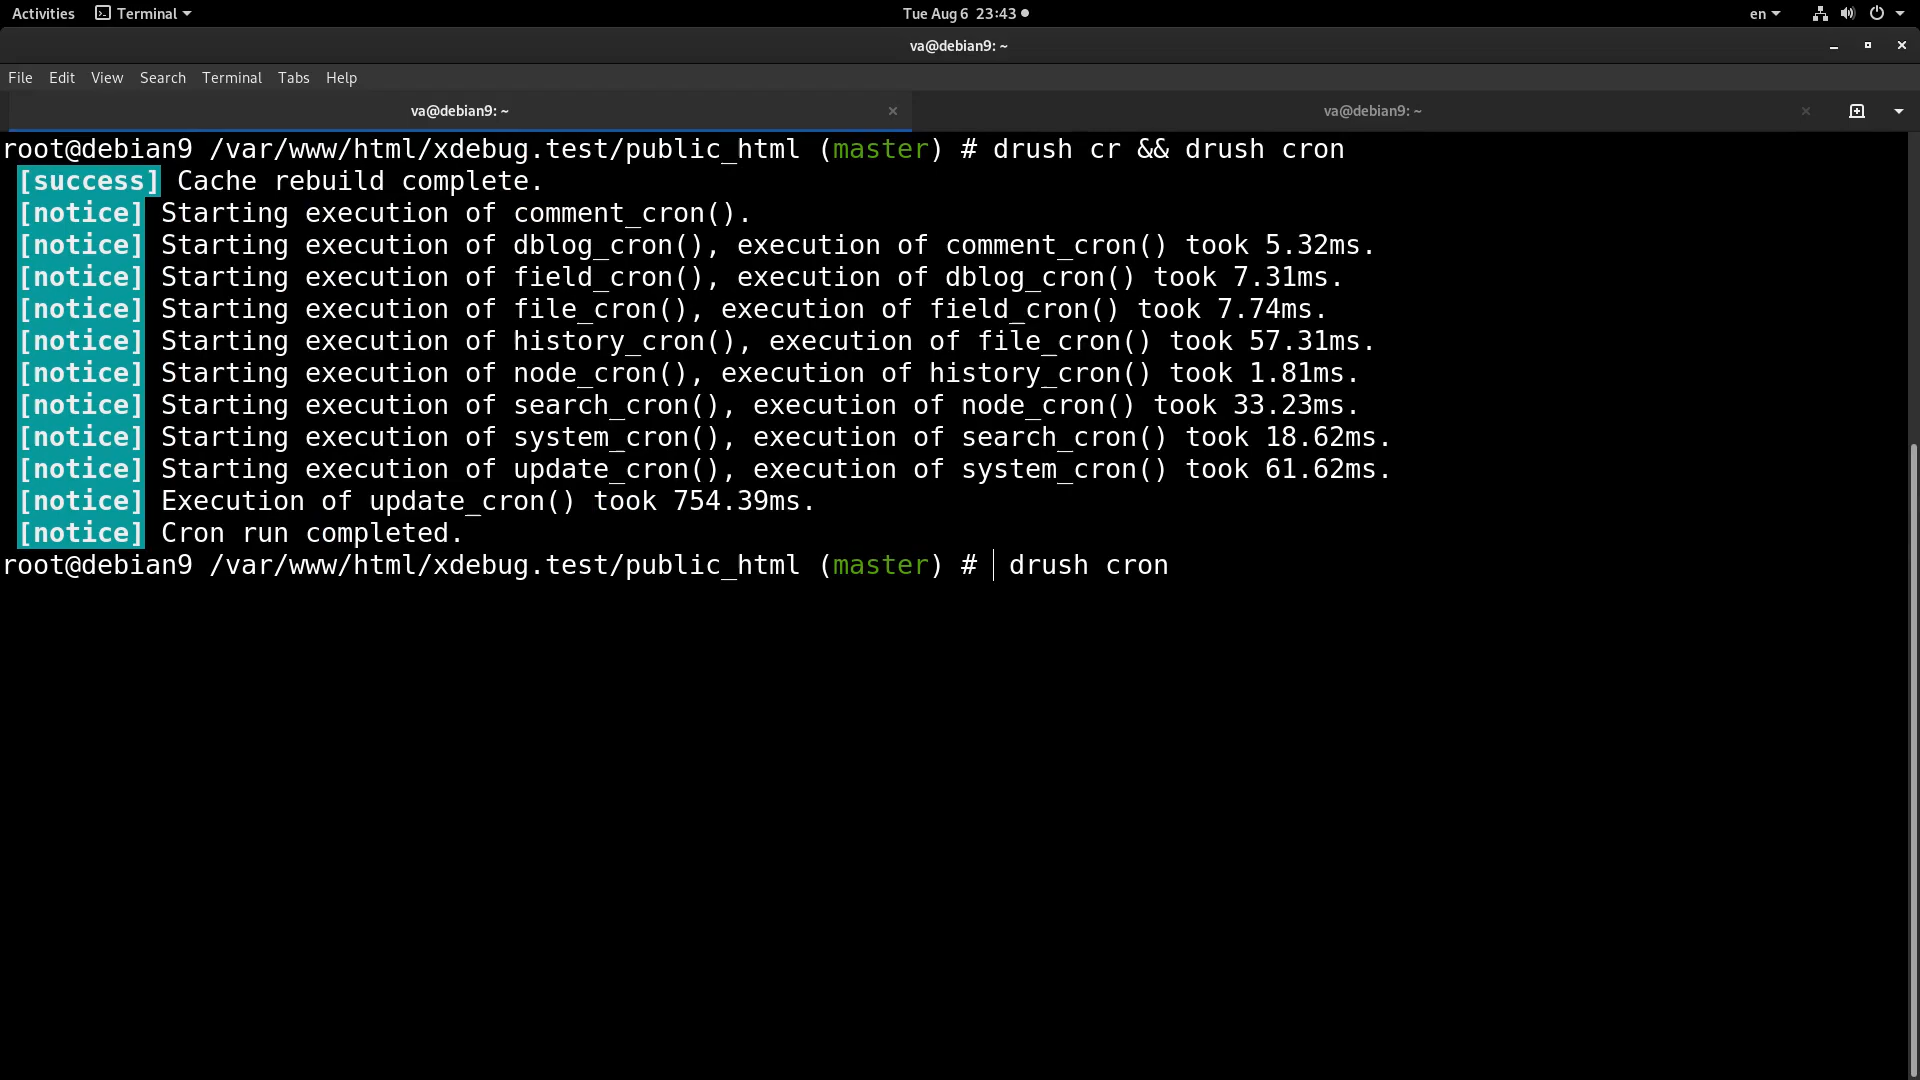 Activities Terminal Tue Aug 6 23:43 en
va@debian9: ~
File Edit View Search Terminal Tabs Help
va@debian9: ~ va@debian9: ~
root@debian9 /var/www/html/xdebug.test/public_html (master) # drush cr && drush cron
[success] Cache rebuild complete.
[notice] Starting execution of comment_cron().
[notice] Starting execution of dblog_cron(), execution of comment_cron() took 5.32ms.
[notice] Starting execution of field_cron(), execution of dblog_cron() took 7.31ms.
[notice] Starting execution of file_cron(), execution of field_cron() took 7.74ms.
[notice] Starting execution of history_cron(), execution of file_cron() took 57.31ms.
[notice] Starting execution of node_cron(), execution of history_cron() took 1.81ms.
[notice] Starting execution of search_cron(), execution of node_cron() took 33.23ms.
[notice] Starting execution of system_cron(), execution of search_cron() took 18.62ms.
[notice] Starting execution of update_cron(), execution of system_cron() took 61.62ms.
[notice] Execution of update_cron() took 754.39ms.
[notice] Cron run completed.
root@debian9 /var/www/html/xdebug.test/public_html (master) # drush cron